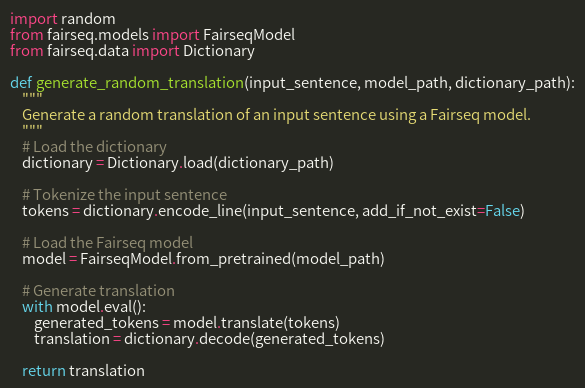 import random
from fairseq.models import FairseqModel
from fairseq.data import Dictionary

def generate_random_translation(input_sentence, model_path, dictionary_path):
    """
    Generate a random translation of an input sentence using a Fairseq model.
    """
    # Load the dictionary
    dictionary = Dictionary.load(dictionary_path)

    # Tokenize the input sentence
    tokens = dictionary.encode_line(input_sentence, add_if_not_exist=False)

    # Load the Fairseq model
    model = FairseqModel.from_pretrained(model_path)

    # Generate translation
    with model.eval():
        generated_tokens = model.translate(tokens)
        translation = dictionary.decode(generated_tokens)

    return translation